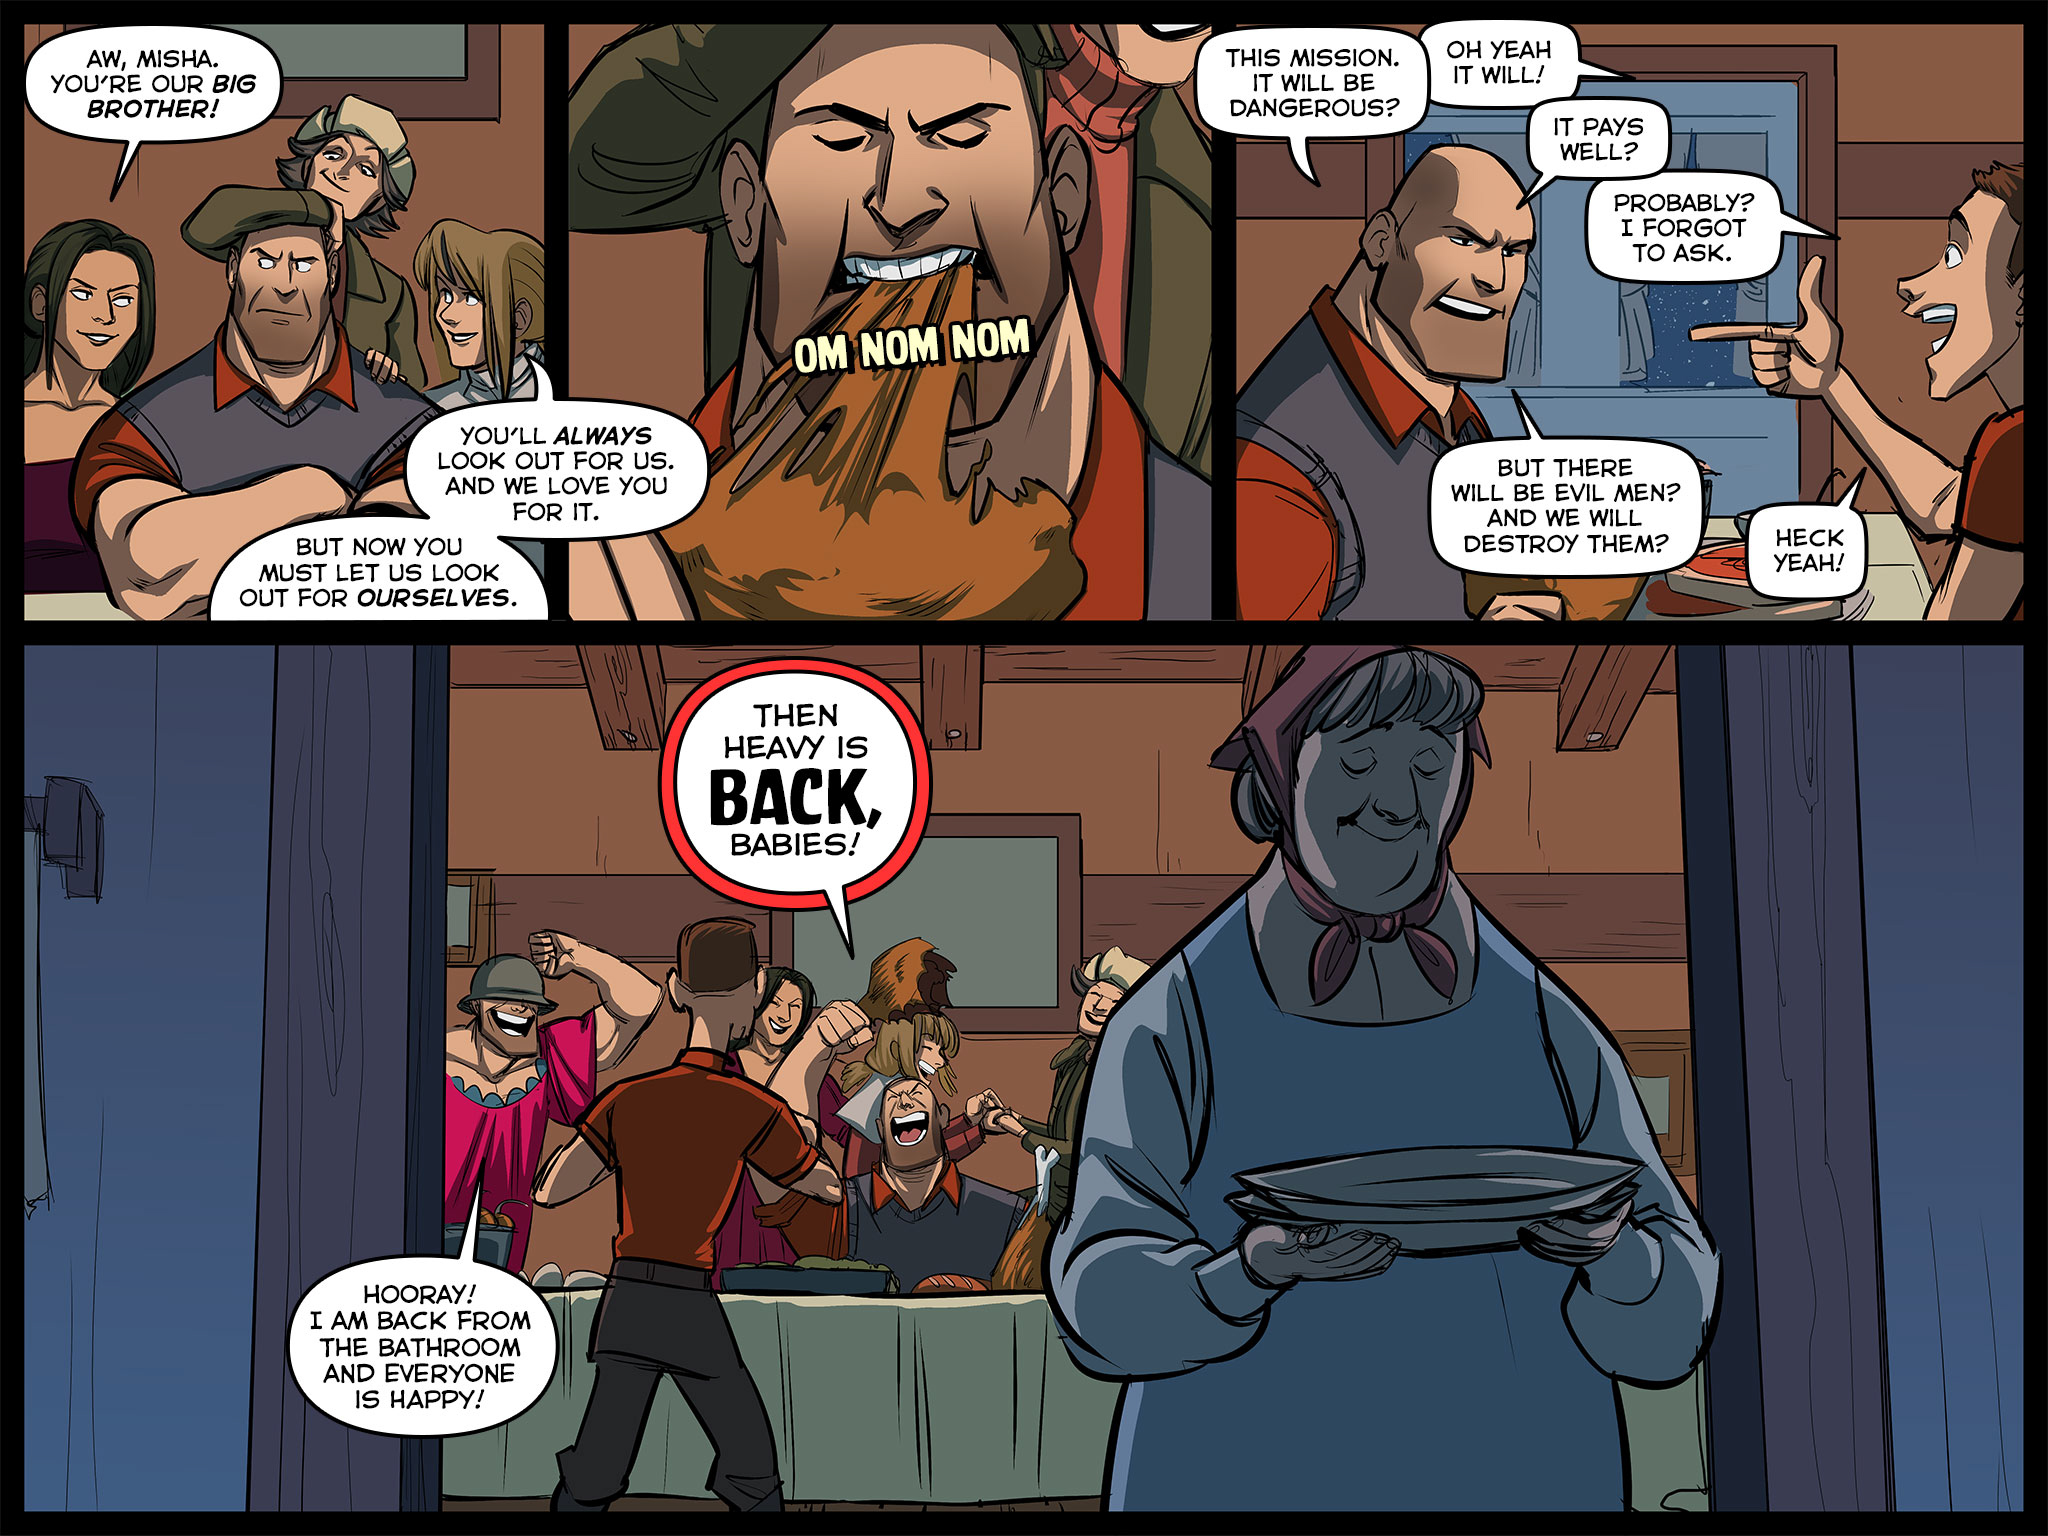 AW, MISHA.
YOU'RE OUR BIG
BROTHER!
YOU'LL ALWAYS
LOOK OUT FOR US.
AND WE LOVE YOU
FOR IT.
BUT NOW YOU
MUST LET US LOOK
OUT FOR OURSELVES.
OM NOM NOM
THIS MISSION.
IT WILL BE
DANGEROUS?
OH YEAH
IT WILL!
IT PAYS
WELL?
PROBABLY?
I FORGOT
TO ASK.
BUT THERE
WILL BE EVIL MEN?
AND WE WILL
DESTROY THEM?
HECK
YEAH!
THEN
HEAVY IS
BACK,
BABIES!
HOORAY!
I AM BACK FROM
THE BATHROOM
AND EVERYONE
IS HAPPY!